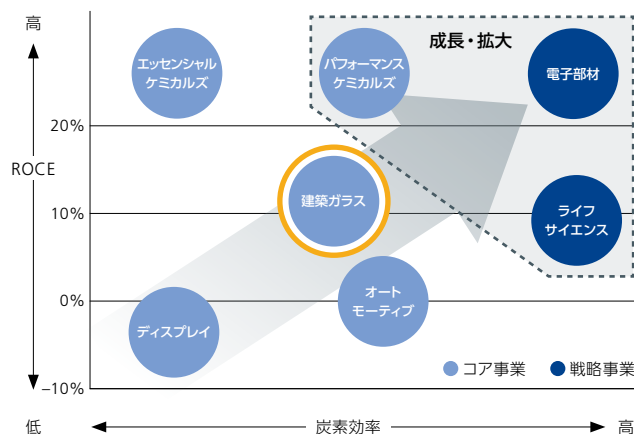 高
成長・拡大
エッセンシャル
ケミカルズ
パフォーマンス
ケミカルズ
電子部材
20%
ROCE
建築ガラス
10%
ライフ
サイエンス
0%
オート
モーティブ
ディスプレイ
コア事業
戦略事業
–10%
低
炭素効率
高